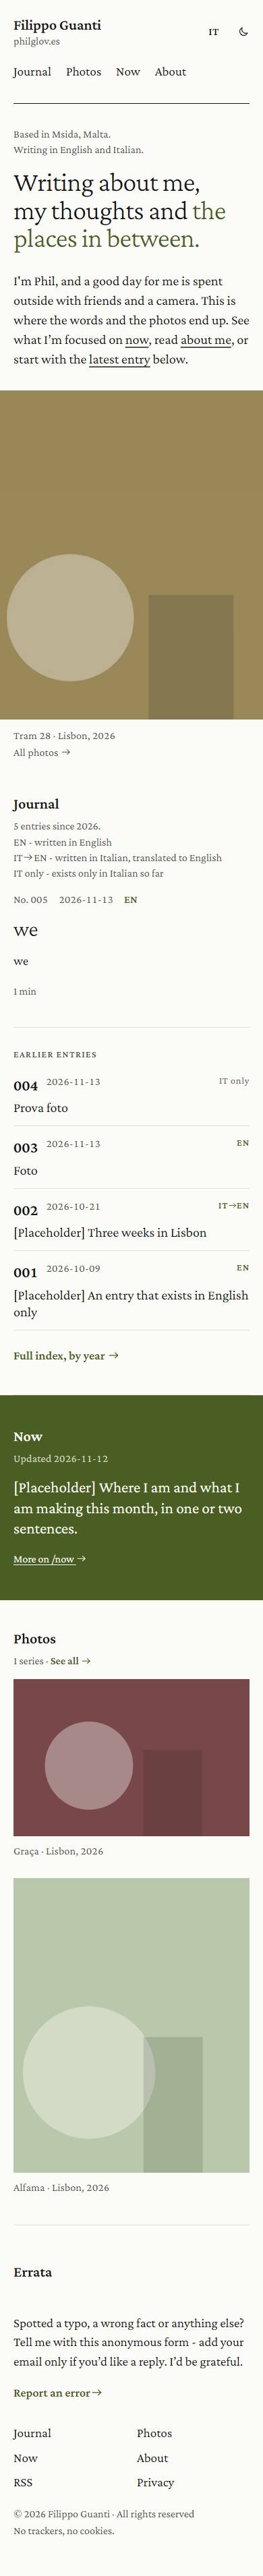 Filippo Guanti
philglov.es
IT
Journal Photos Now About
Based in Msida, Malta.
Writing in English and Italian.
Writing about me,
my thoughts and the
places in between.
I'm Phil, and a good day for me is spent
outside with friends and a camera. This is
where the words and the photos end up. See
what I’m focused on now, read about me, or
start with the latest entry below.
Tram 28 · Lisbon, 2026
All photos →
Journal
5 entries since 2026.
EN - written in English
IT→EN - written in Italian, translated to English
IT only - exists only in Italian so far
No. 005 2026-11-13 EN
we
we
1 min
EARLIER ENTRIES
004 2026-11-13 IT only
Prova foto
003 2026-11-13 EN
Foto
002 2026-10-21 IT→EN
[Placeholder] Three weeks in Lisbon
001 2026-10-09 EN
[Placeholder] An entry that exists in English
only
Full index, by year →
Now
Updated 2026-11-12
[Placeholder] Where I am and what I
am making this month, in one or two
sentences.
More on /now →
Photos
1 series · See all →
Graça · Lisbon, 2026
Alfama · Lisbon, 2026
Errata
Spotted a typo, a wrong fact or anything else?
Tell me with this anonymous form - add your
email only if you’d like a reply. I’d be grateful.
Report an error→
Journal Photos
Now About
RSS Privacy
© 2026 Filippo Guanti · All rights reserved
No trackers, no cookies.